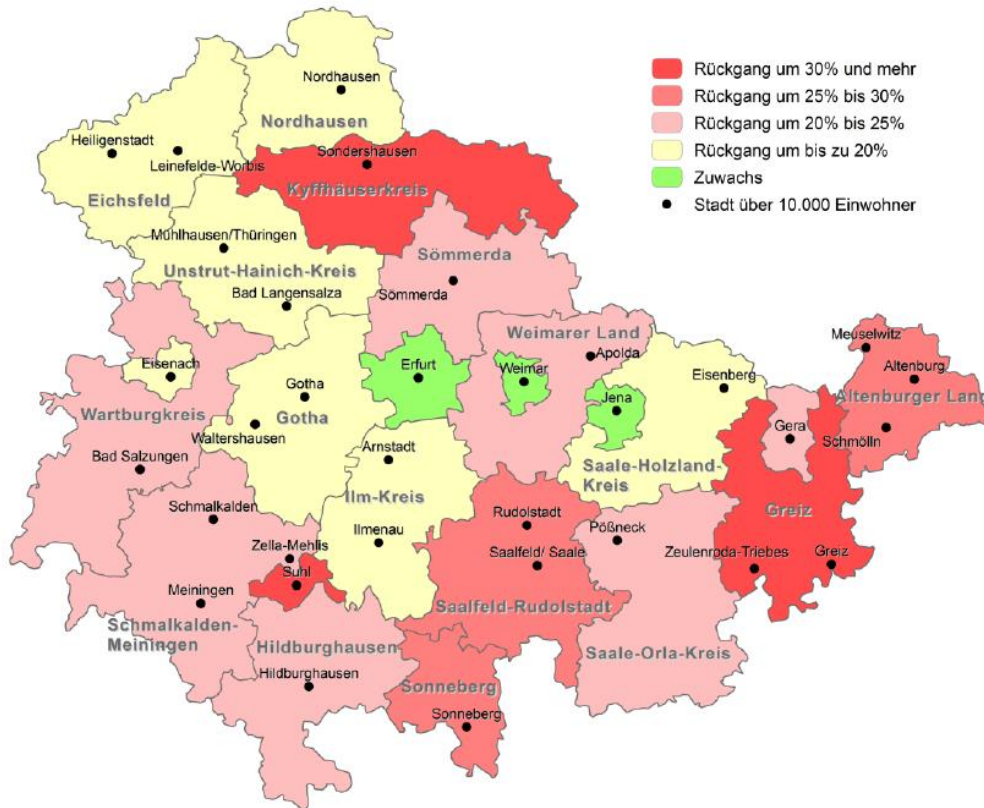 Rückgang um 30% und mehr
Rückgang um 25% bis 30%
Rückgang um 20% bis 25%
Rückgang um bis zu 20%
Zuwachs
Stadt über 10.000 Einwohner
Nordhausen
Nordhausen
Heiligenstadt
Leinefelde-Worbis
Eichsfeld
Sondershausen
Kyffhäuserkreis
Mühlhausen/Thüringen
Unstrut-Hainich-Kreis
Bad Langensalza
Sömmerda
Sömmerda
Weimarer Land
Apolda
Weimar
Erfurt
Jena
Eisenach
Wartburgkreis
Bad Salzungen
Gotha
Gotha
Waltershausen
Arnstadt
Ilm-Kreis
Ilmenau
Eisenberg
Saale-Holzland-
Kreis
Meuselwitz
Altenburg
Altenburger Land
Schmölln
Gera
Greiz
Zeulenroda-Triebes
Greiz
Schmalkalden
Zella-Mehlis
Suhl
Meiningen
Schmalkalden-
Meiningen
Hildburghausen
Hildburghausen
Rudolstadt
Saalfeld/ Saale
Saalfeld-Rudolstadt
Pößneck
Saale-Orla-Kreis
Sonneberg
Sonneberg